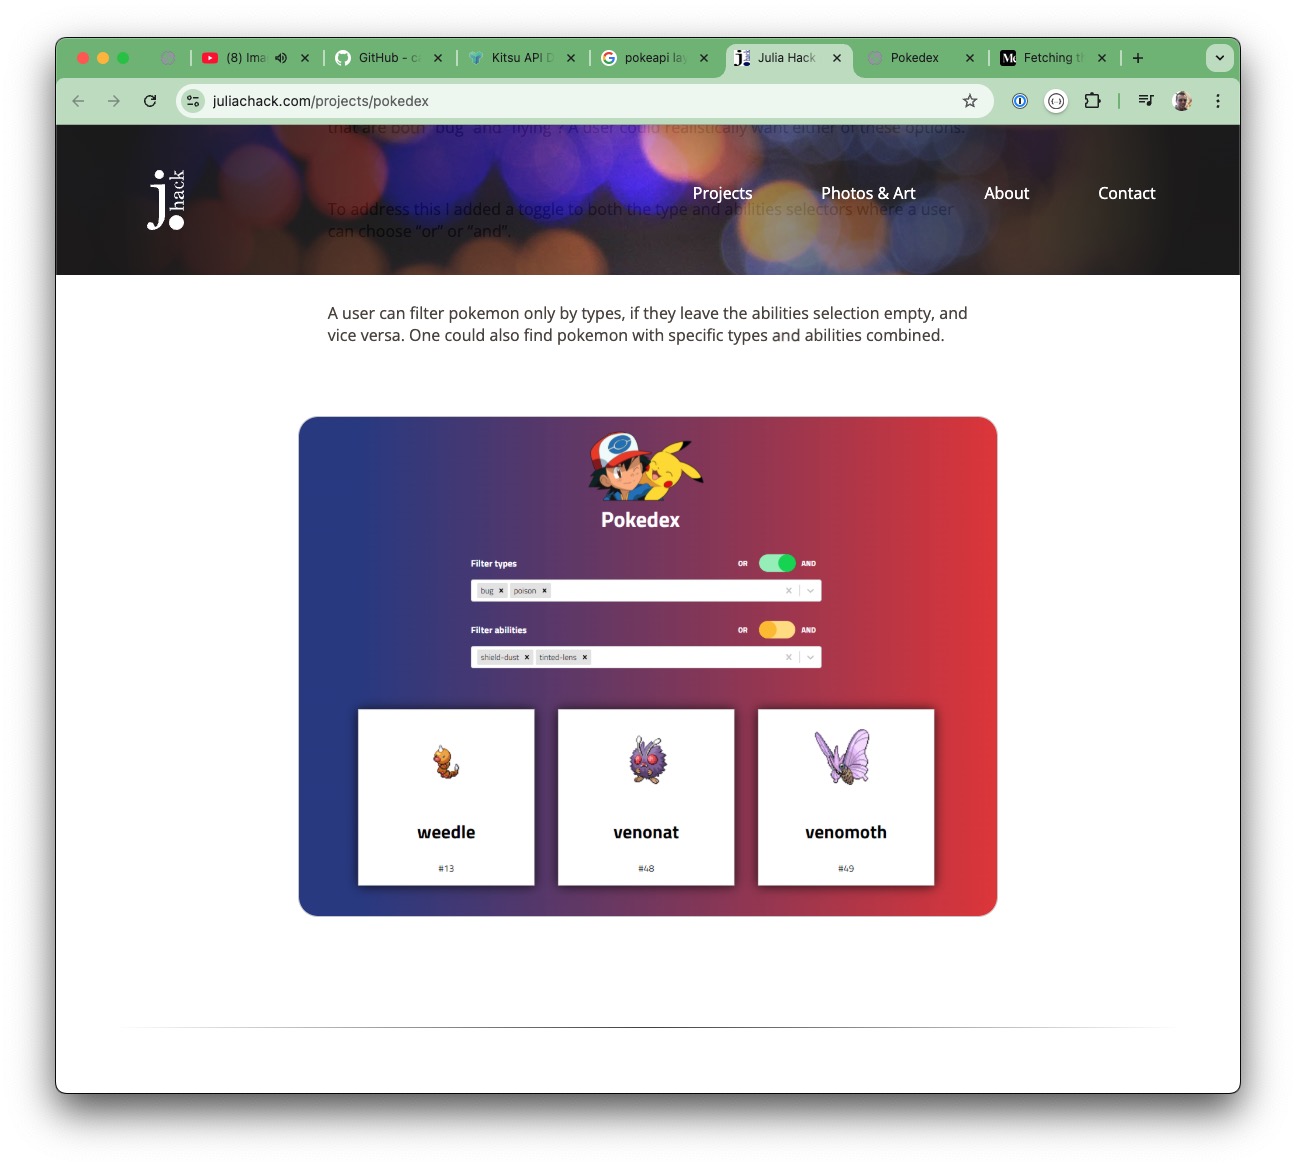 (8) Ima
GitHub - c
Kitsu API D
pokeapi lay
Julia Hack
Pokedex
Fetching t
juliachack.com/projects/pokedex
that are both "bug" and "flying"? A user could realistically want either of these options.
j.hack
Projects
Photos & Art
About
Contact
To address this I added a toggle to both the type and abilities selectors where a user
can choose “or” or “and”.
A user can filter pokemon only by types, if they leave the abilities selection empty, and
vice versa. One could also find pokemon with specific types and abilities combined.
Pokedex
Filter types
OR
AND
bug
poison
Filter abilities
OR
AND
shield-dust
tinted-lens
weedle
venonat
venomoth
#13
#48
#49